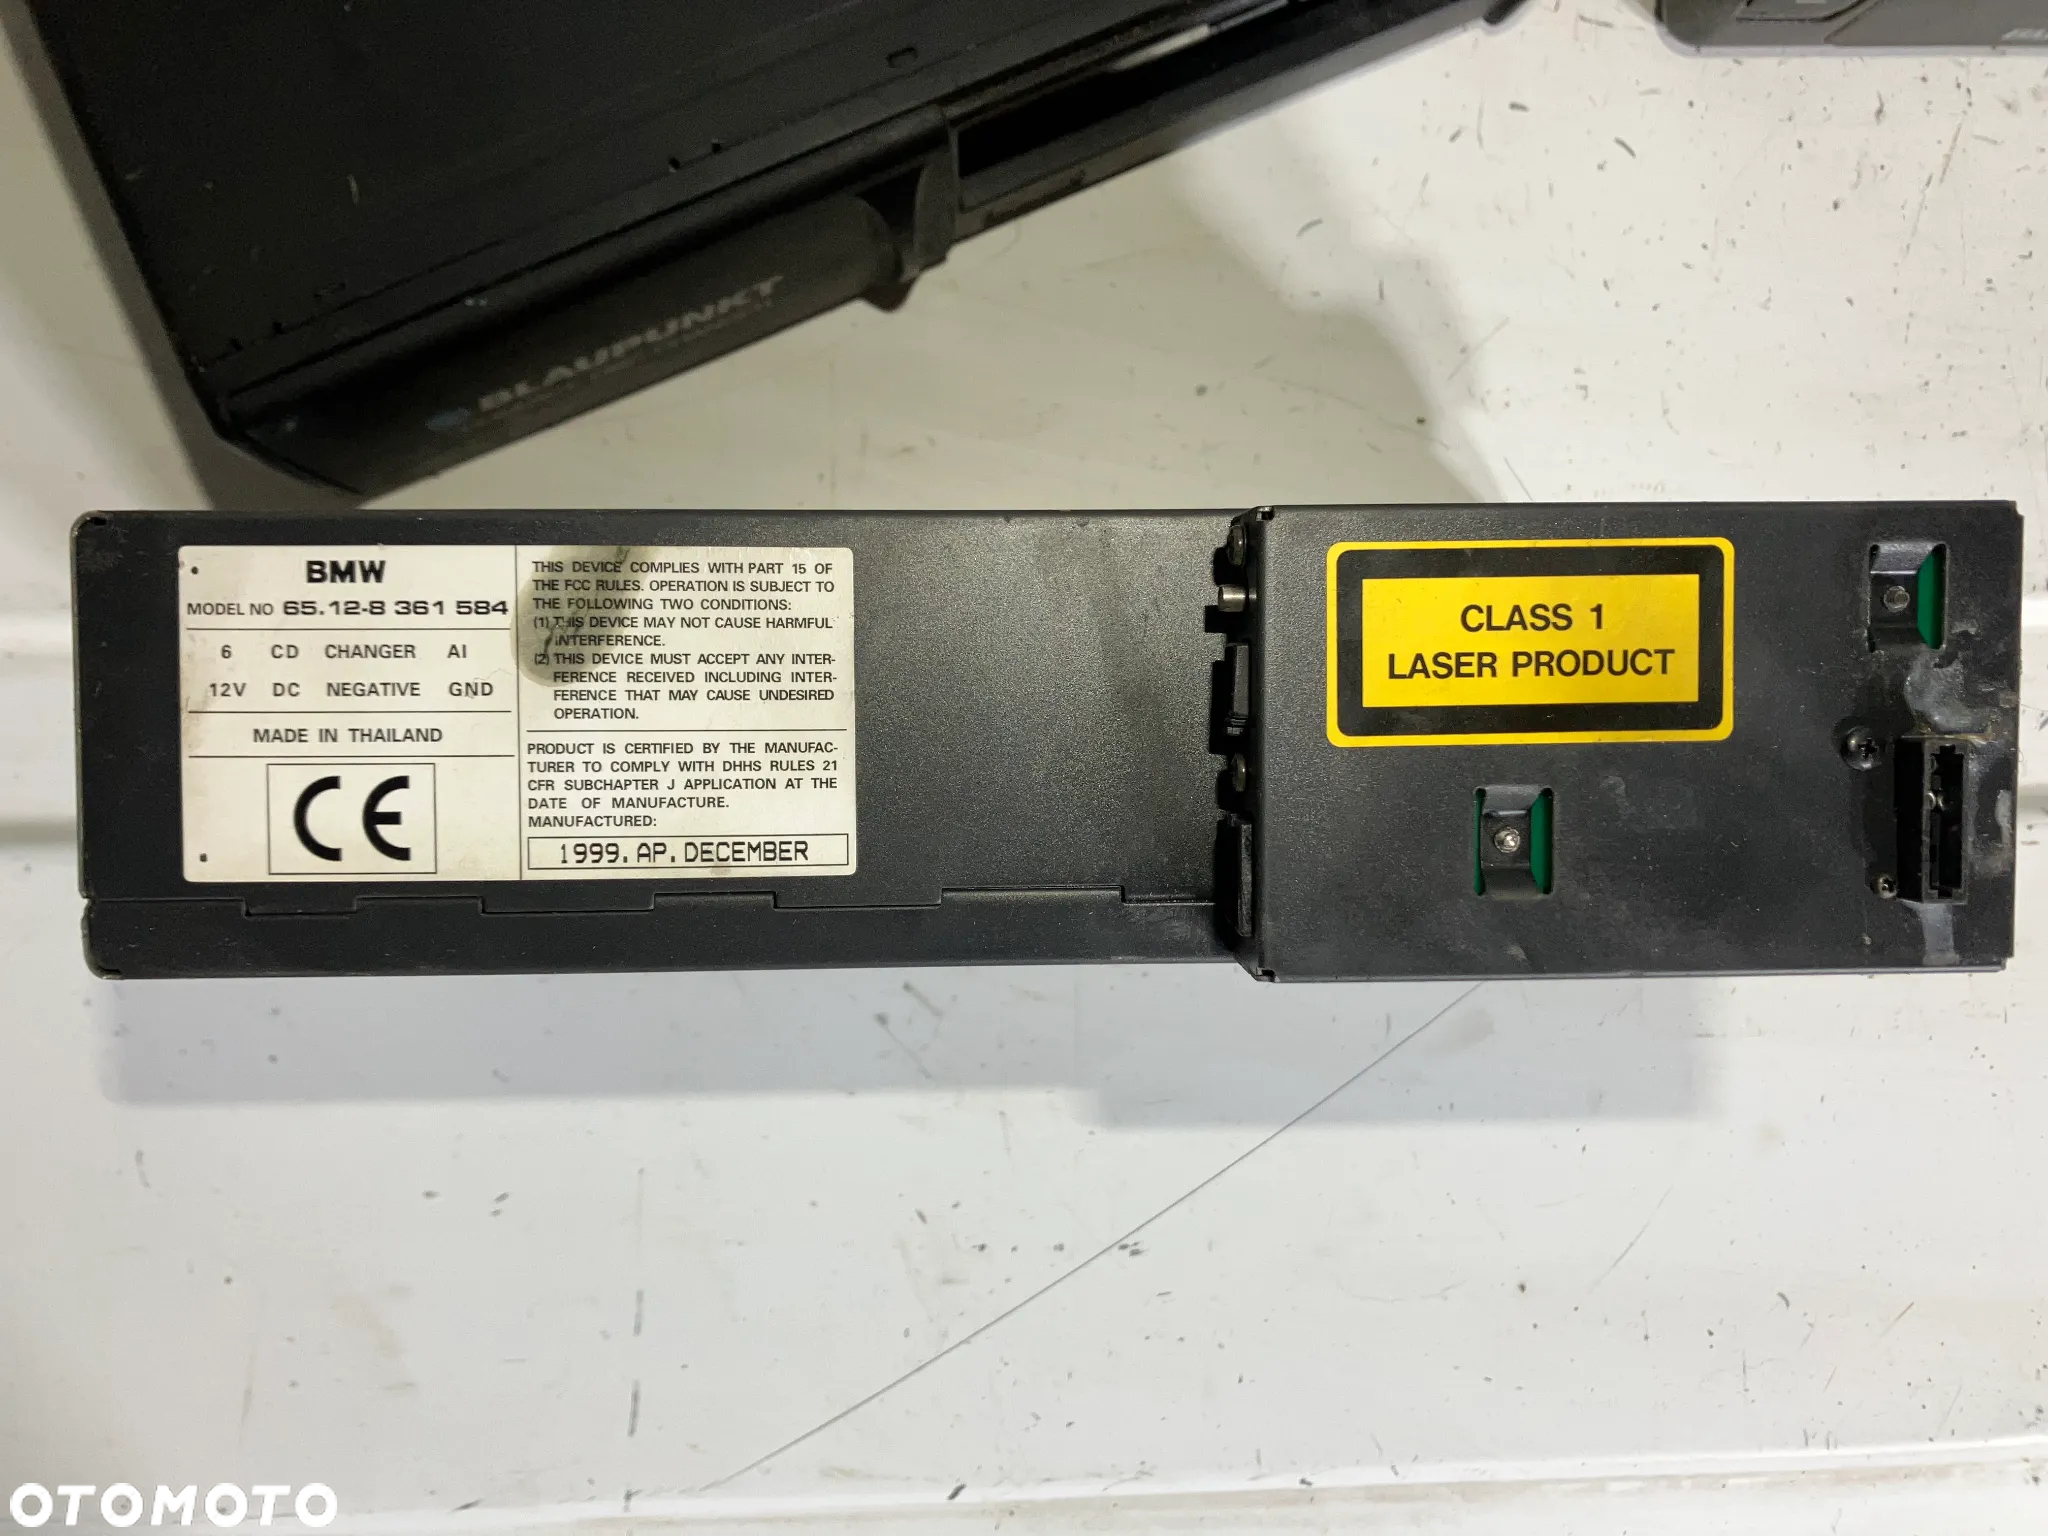 BLAUPUNKT
BMW
MODEL NO 65.12-8 361 584
6 CD CHANGER AI
12V DC NEGATIVE GND
MADE IN THAILAND
CE
THIS DEVICE COMPLIES WITH PART 15 OF
THE FCC RULES. OPERATION IS SUBJECT TO
THE FOLLOWING TWO CONDITIONS:
(1) THIS DEVICE MAY NOT CAUSE HARMFUL
INTERFERENCE.
(2) THIS DEVICE MUST ACCEPT ANY INTER-
FERENCE RECEIVED INCLUDING INTER-
FERENCE THAT MAY CAUSE UNDESIRED
OPERATION.
PRODUCT IS CERTIFIED BY THE MANUFAC-
TURER TO COMPLY WITH DHHS RULES 21
CFR SUBCHAPTER J APPLICATION AT THE
DATE OF MANUFACTURE.
MANUFACTURED:
1999. AP. DECEMBER
CLASS 1
LASER PRODUCT
OTOMOTO